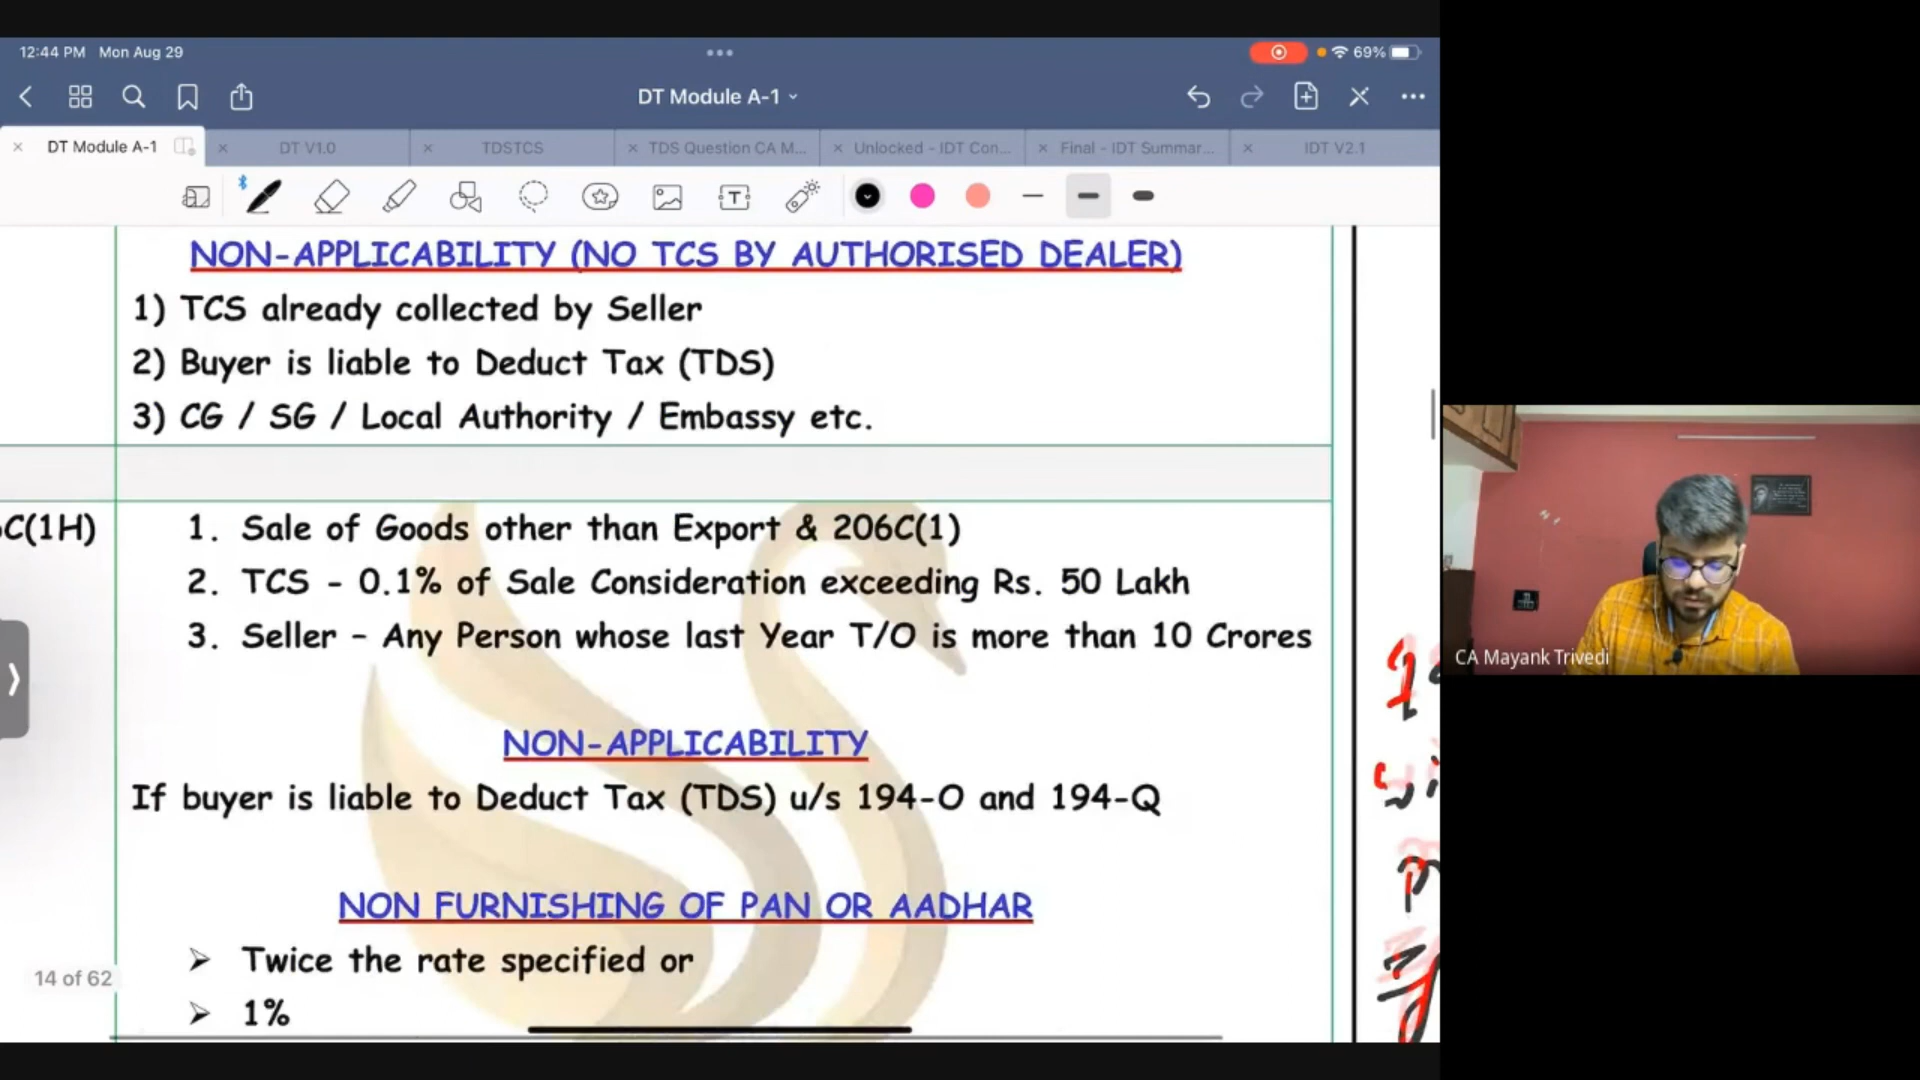 12:44 PM Mon Aug 29
69%
DT Module A-1
DT Module A-1
DT V1.0
TDSTCS
TDS Question CA M...
Unlocked - IDT Con...
Final - IDT Summar...
IDT V2.1
NON-APPLICABILITY (NO TCS BY AUTHORISED DEALER)
1) TCS already collected by Seller
2) Buyer is liable to Deduct Tax (TDS)
3) CG / SG / Local Authority / Embassy etc.
C(1H)
1. Sale of Goods other than Export & 206C(1)
2. TCS - 0.1% of Sale Consideration exceeding Rs. 50 Lakh
3. Seller – Any Person whose last Year T/O is more than 10 Crores
NON-APPLICABILITY
If buyer is liable to Deduct Tax (TDS) u/s 194-O and 194-Q
NON FURNISHING OF PAN OR AADHAR
➢ Twice the rate specified or
➢ 1%
14 of 62
CA Mayank Trivedi